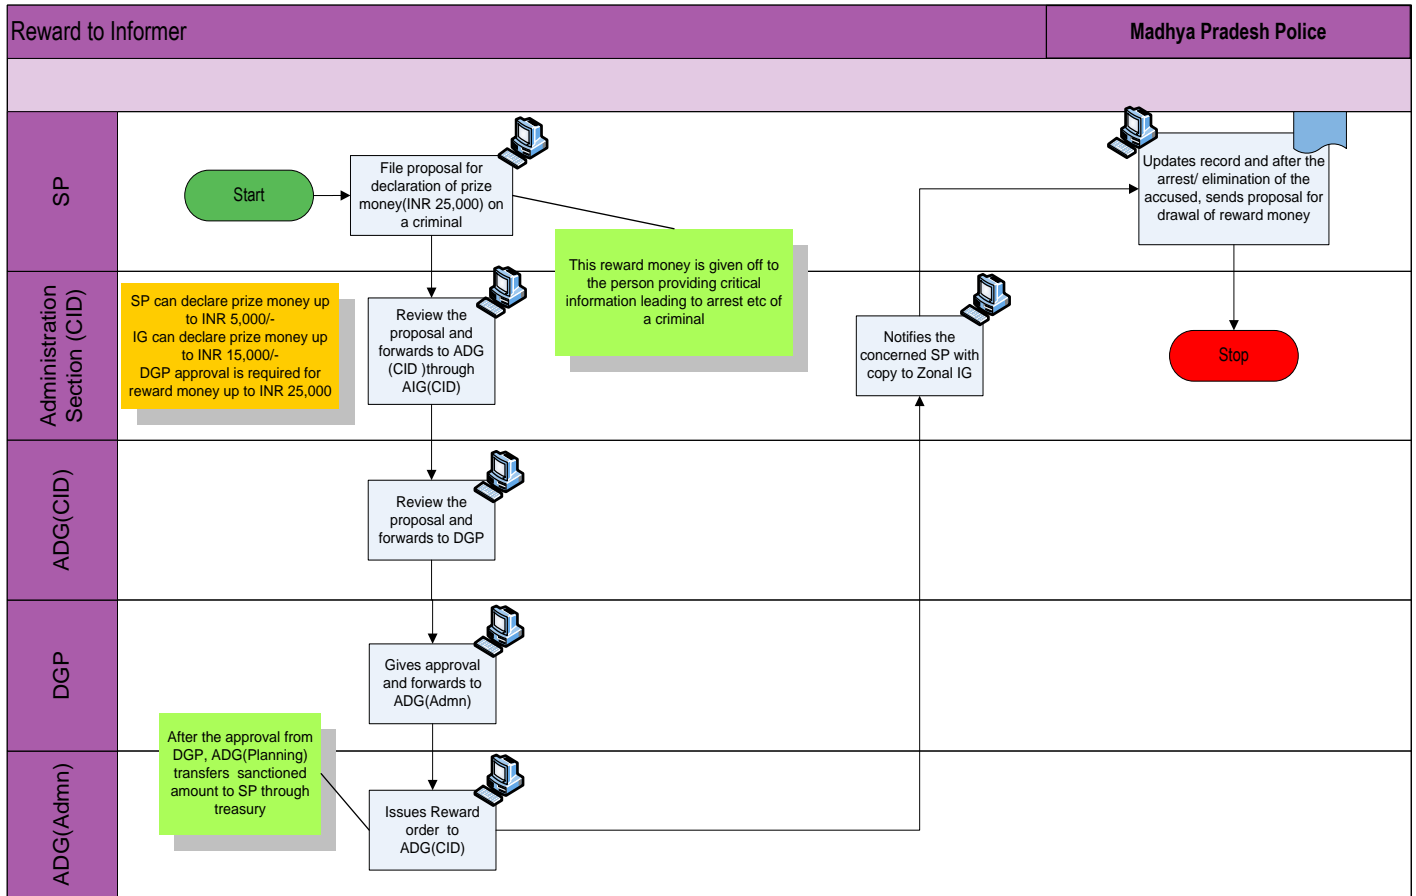 Reward to Informer
Madhya Pradesh Police
SP
Start
File proposal for
declaration of prize
money(INR 25,000) on
a criminal
This reward money is given off to
the person providing critical
information leading to arrest etc of
a criminal
Updates record and after the
arrest/ elimination of the
accused, sends proposal for
drawal of reward money
Administration
Section (CID)
SP can declare prize money up
to INR 5,000/-
IG can declare prize money up
to INR 15,000/-
DGP approval is required for
reward money up to INR 25,000
Review the
proposal and
forwards to ADG
(CID )through
AIG(CID)
Notifies the
concerned SP with
copy to Zonal IG
Stop
ADG(CID)
Review the
proposal and
forwards to DGP
DGP
Gives approval
and forwards to
ADG(Admn)
ADG(Admn)
After the approval from
DGP, ADG(Planning)
transfers  sanctioned
amount to SP through
treasury
Issues Reward
order  to
ADG(CID)